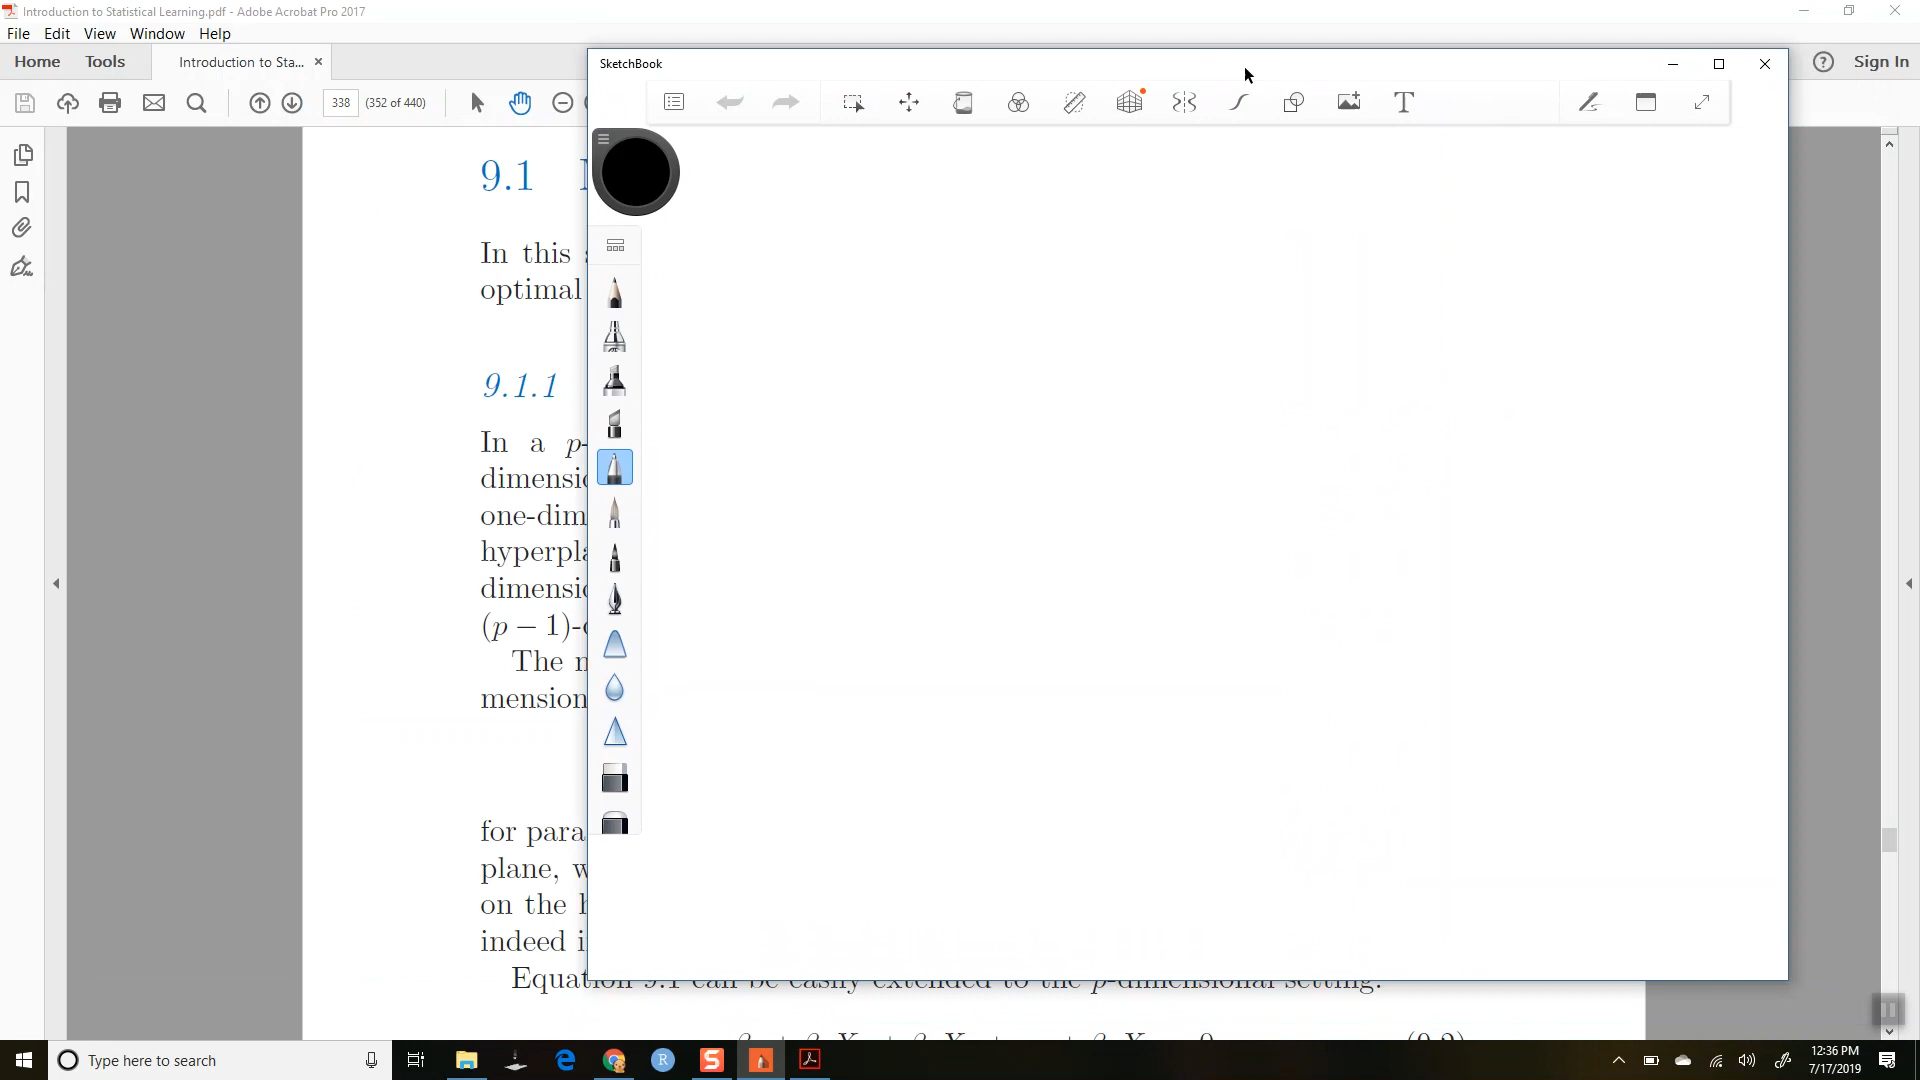 Introduction to Statistical Learning.pdf - Adobe Acrobat Pro 2017
File Edit View Window Help
Home Tools Introduction to Sta... × Sign In
338 (352 of 440)
SketchBook
T
9.1
In this
optimal
9.1.1
In a p-
dimensi
one-dim
hyperpla
dimensi
(p − 1)-
The
mension
for para
plane,
on the
indeed i
Equation 9.1 can be easily extended to the p-dimensional setting:
Type here to search
12:36 PM
7/17/2019